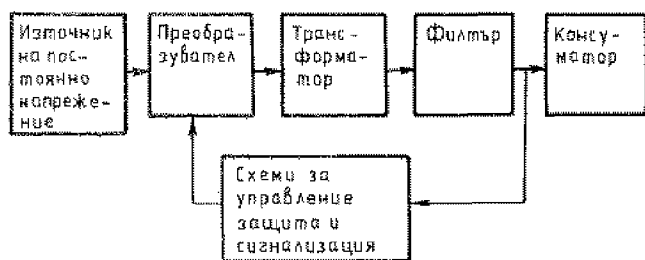 Източник
на пос-
тоянно
напреже-
ние
Преобра-
зувател
Транс-
форма-
тор
Филтър
Консу-
матор
Схеми за
управление
защита и
сигнализация